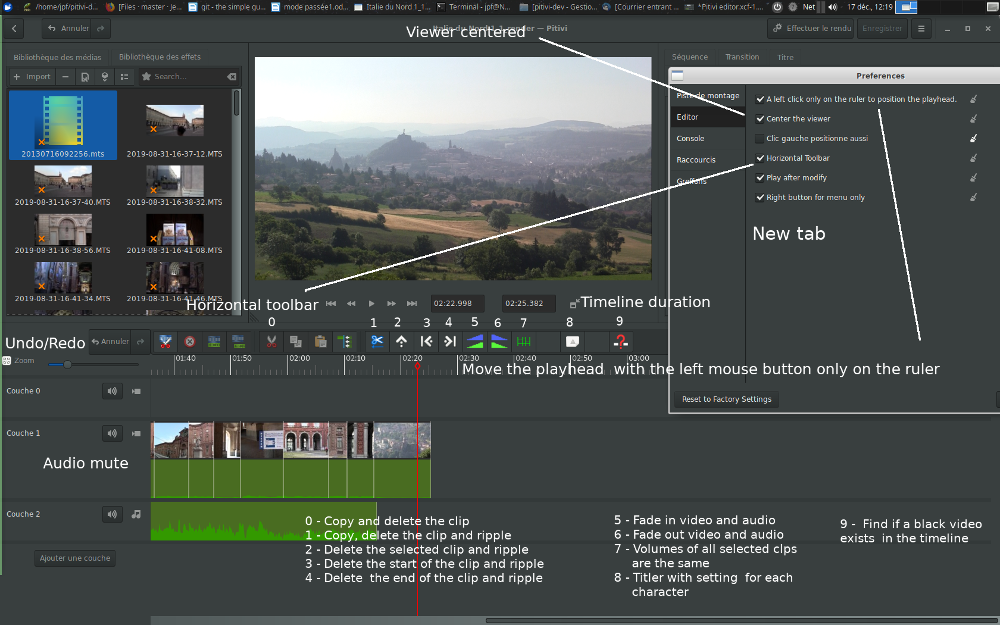 /home/jpf/pitivi-d...
[Files - master · Je...
git - the simple gu...
mode passée1.od...
Italie du Nord 1_1...
Terminal - jpf@N...
[pitivi-dev - Gestio...
[Courrier entrant ...
*Pitivi editor.xcf-1...
Net
17 déc., 12:19
Annuler
— Pitivi
Viewer centered
Effectuer le rendu
Enregistrer
Bibliothèque des médias
Bibliothèque des effets
Séquence
Transition
Titre
Import
Search...
Preferences
Piste de montage
Editor
Console
Raccourcis
Greffons
A left click only on the ruler to position the playhead.
Center the viewer
Clic gauche positionne aussi
Horizontal Toolbar
Play after modify
Right button for menu only
20130716092256.mts
2019-08-31-16-37-12.MTS
2019-08-31-16-37-40.MTS
2019-08-31-16-38-32.MTS
2019-08-31-16-38-56.MTS
2019-08-31-16-41-08.MTS
2019-08-31-16-41-34.MTS
2019-08-31-16-41-46.MTS
New tab
Horizontal toolbar
02:22.998
02:25.382
Timeline duration
0 1 2 3 4 5 6 7 8 9
Undo/Redo
Annuler
Zoom
01:40 01:50 02:00 02:10 02:20 02:30 02:40 02:50 03:00
Move the playhead with the left mouse button only on the ruler
Reset to Factory Settings
Couche 0
Couche 1
Audio mute
Couche 2
Ajouter une couche
0 - Copy and delete the clip
1 - Copy, delete the clip and ripple
2 - Delete the selected clip and ripple
3 - Delete the start of the clip and ripple
4 - Delete the end of the clip and ripple
5 - Fade in video and audio
6 - Fade out video and audio
7 - Volumes of all selected clps
are the same
8 - Titler with setting for each
character
9 - Find if a black video
exists in the timeline